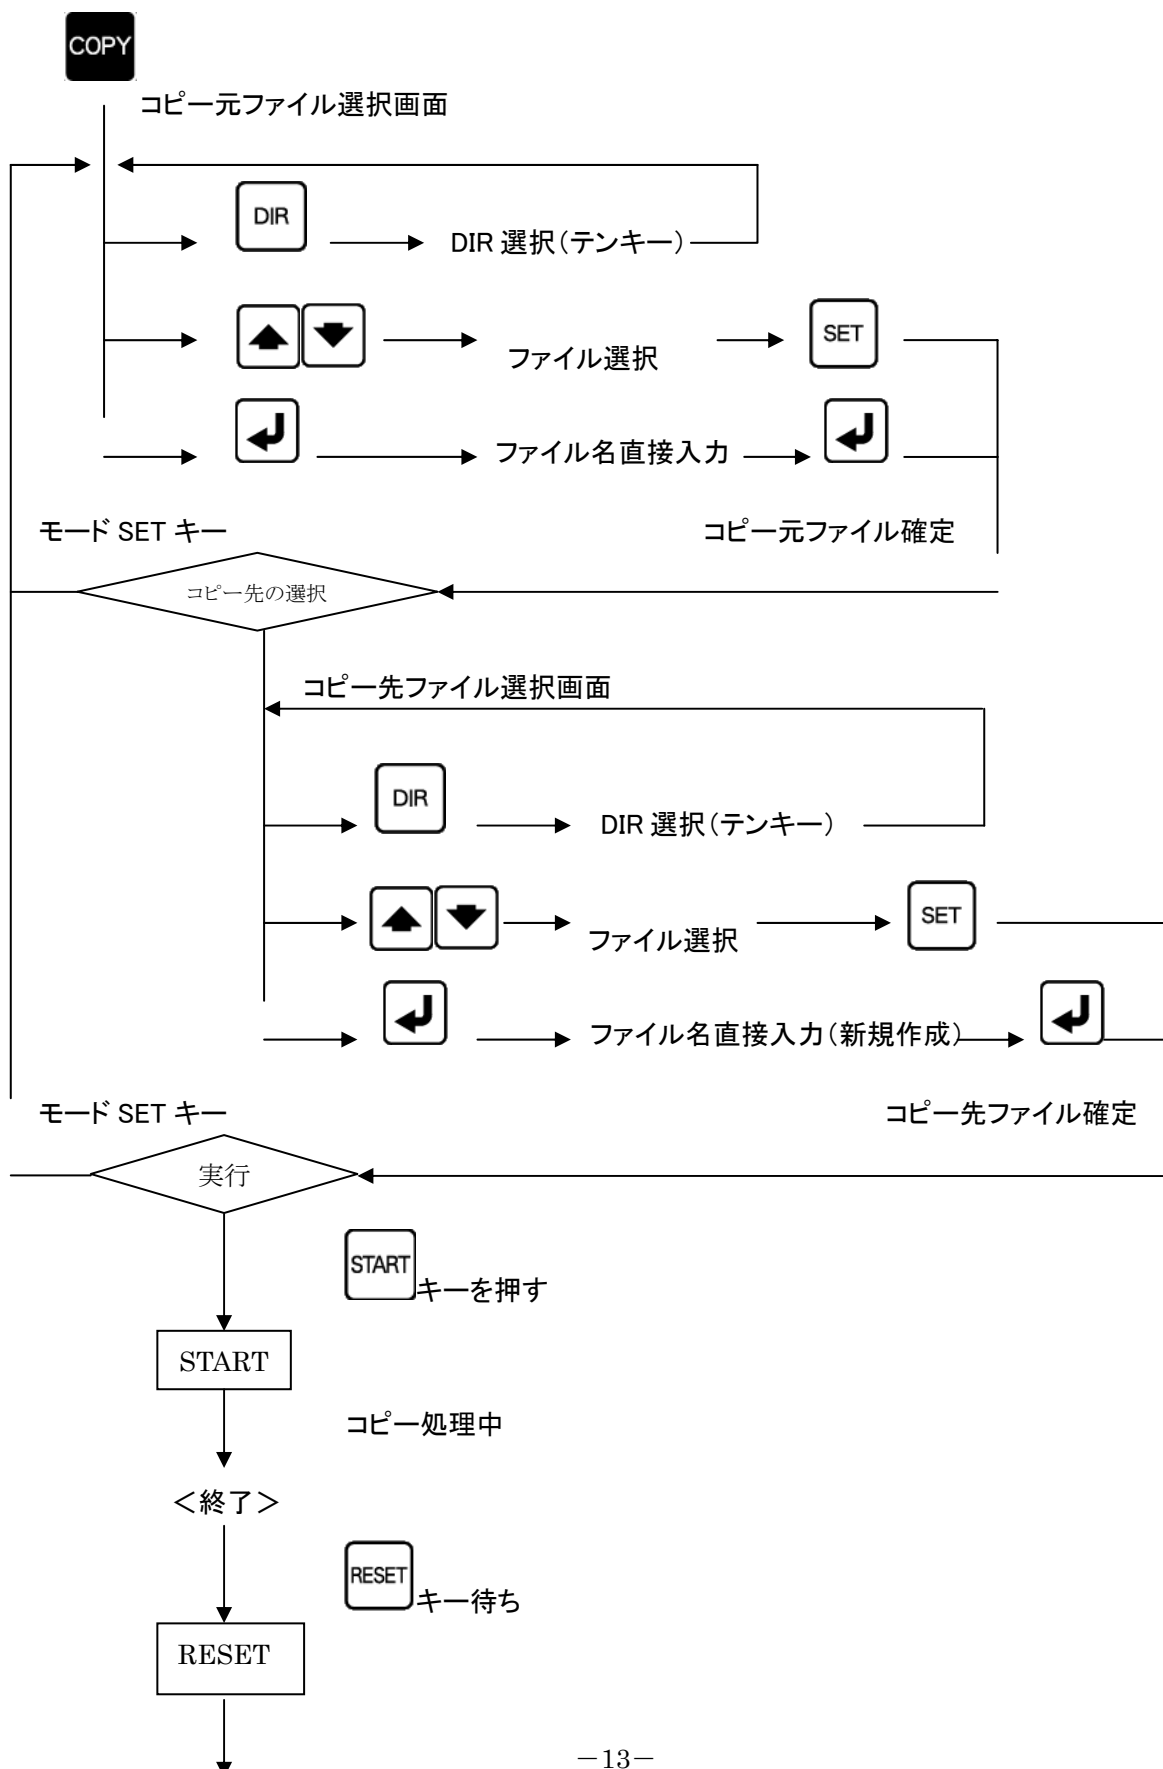 COPY
コピー元ファイル選択画面
DIR
DIR 選択（テンキー）
ファイル選択
SET
ファイル名直接入力
モード SET キー
コピー元ファイル確定
コピー先の選択
コピー先ファイル選択画面
DIR
DIR 選択（テンキー）
ファイル選択
SET
ファイル名直接入力（新規作成）
モード SET キー
コピー先ファイル確定
実行
START キーを押す
START
コピー処理中
＜終了＞
RESET キー待ち
RESET
－13－